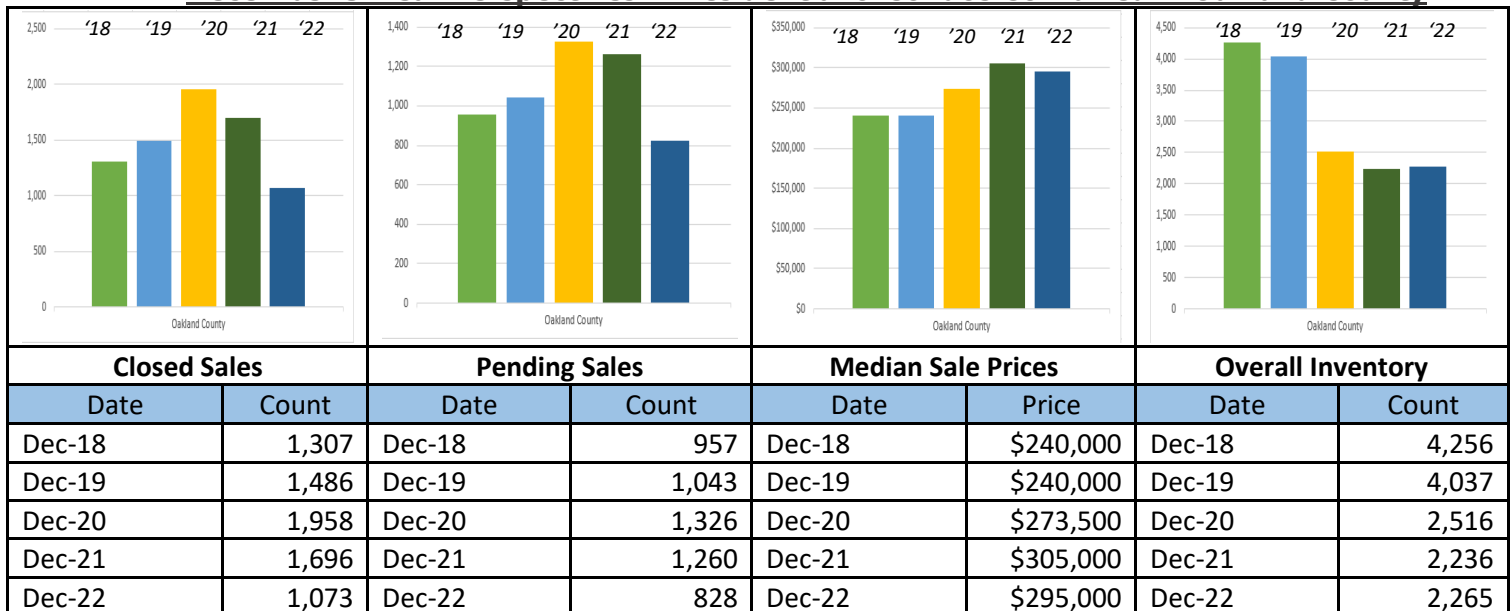 ‘18 ‘19 ’20 ‘21 ‘22
2,500
2,000
1,500
1,000
500
0
Oakland County
‘18 ‘19 ’20 ‘21 ‘22
1,400
1,200
1,000
800
600
400
200
0
Oakland County
‘18 ‘19 ’20 ‘21 ‘22
$350,000
$300,000
$250,000
$200,000
$150,000
$100,000
$50,000
$0
Oakland County
‘18 ‘19 ’20 ‘21 ‘22
4,500
4,000
3,500
3,000
2,500
2,000
1,500
1,000
500
0
Oakland County
Closed Sales Pending Sales Median Sale Prices Overall Inventory
Date Count Date Count Date Price Date Count
Dec-18 1,307 Dec-18 957 Dec-18 $240,000 Dec-18 4,256
Dec-19 1,486 Dec-19 1,043 Dec-19 $240,000 Dec-19 4,037
Dec-20 1,958 Dec-20 1,326 Dec-20 $273,500 Dec-20 2,516
Dec-21 1,696 Dec-21 1,260 Dec-21 $305,000 Dec-21 2,236
Dec-22 1,073 Dec-22 828 Dec-22 $295,000 Dec-22 2,265